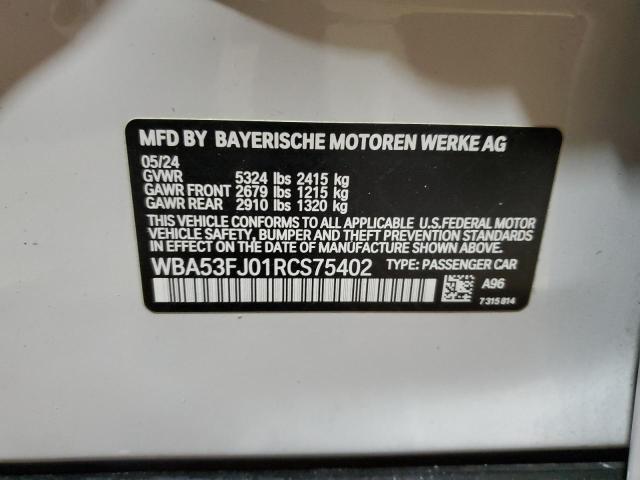 MFD BY BAYERISCHE MOTOREN WERKE AG
05/24
GVWR 5324 lbs 2415 kg
GAWR FRONT 2679 lbs 1215 kg
GAWR REAR 2910 lbs 1320 kg
THIS VEHICLE CONFORMS TO ALL APPLICABLE U.S.FEDERAL MOTOR
VEHICLE SAFETY, BUMPER AND THEFT PREVENTION STANDARDS
IN EFFECT ON THE DATE OF MANUFACTURE SHOWN ABOVE.
WBA53FJ01RCS75402 TYPE: PASSENGER CAR
A96
7 315 814